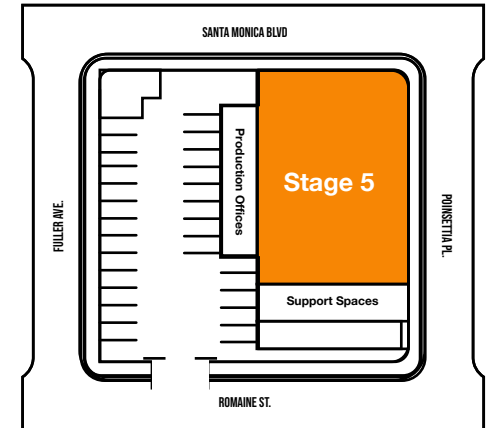 SANTA MONICA BLVD
Production Offices
Stage 5
FULLER AVE.
POINSETTIA PL.
Support Spaces
ROMAINE ST.